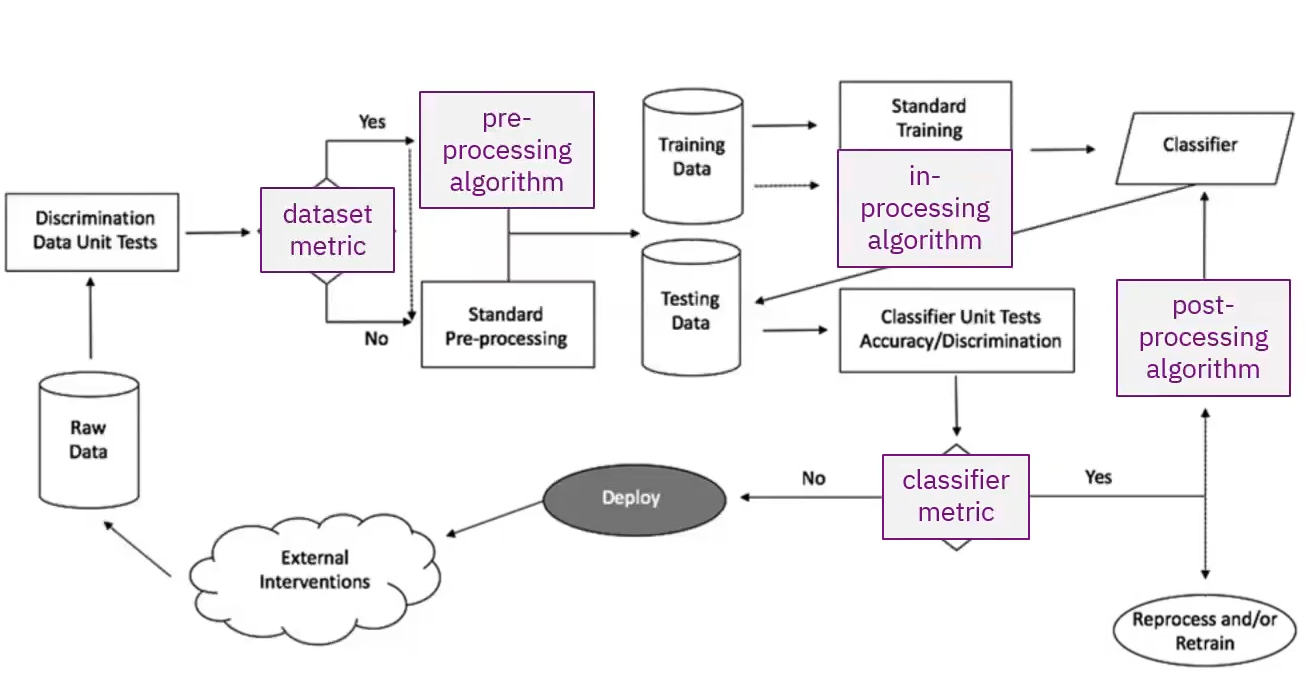 Yes
pre-
processing
algorithm
Training
Data
Standard
Training
in-
processing
algorithm
Classifier
Discrimination
Data Unit Tests
dataset
metric
No
Standard
Pre-processing
Testing
Data
Classifier Unit Tests
Accuracy/Discrimination
post-
processing
algorithm
Raw
Data
Deploy
No
classifier
metric
Yes
External
Interventions
Reprocess and/or
Retrain